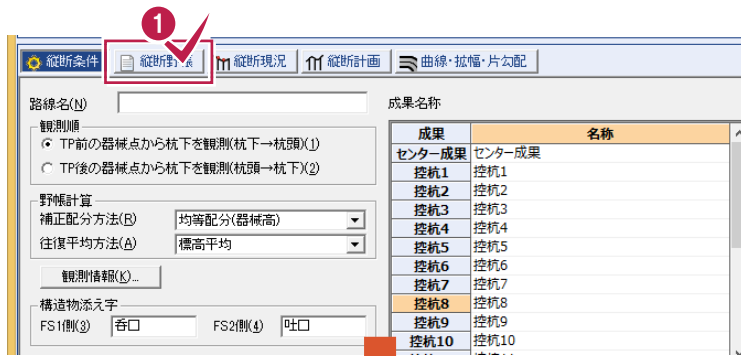 1
縦断条件 縦断野帳 縦断現況 縦断計画 曲線・拡幅・片勾配
路線名(N)
観測順
TP前の器械点から杭下を観測(杭下→杭頭)(1)
TP後の器械点から杭下を観測(杭頭→杭下)(2)
野帳計算
補正配分方法(R) 均等配分(器械高)
往復平均方法(A) 標高平均
観測情報(K)...
構造物添え字
FS1側(3) 呑口 FS2側(4) 吐口
成果名称
成果 名称
センター成果 センター成果
控杭1 控杭1
控杭2 控杭2
控杭3 控杭3
控杭4 控杭4
控杭5 控杭5
控杭6 控杭6
控杭7 控杭7
控杭8 控杭8
控杭9 控杭9
控杭10 控杭10